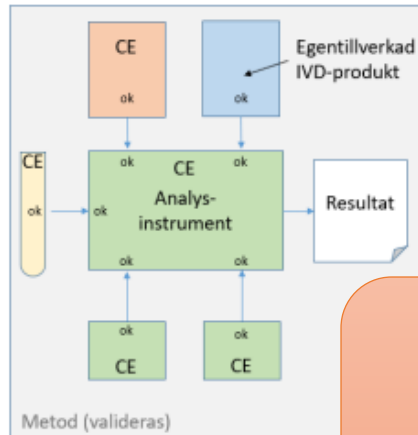 CE
ok
Egentillverkad
IVD-produkt
ok
CE
ok
ok
ok
CE
ok
Analys-
instrument
ok
ok
Resultat
ok
CE
ok
CE
Metod (valideras)